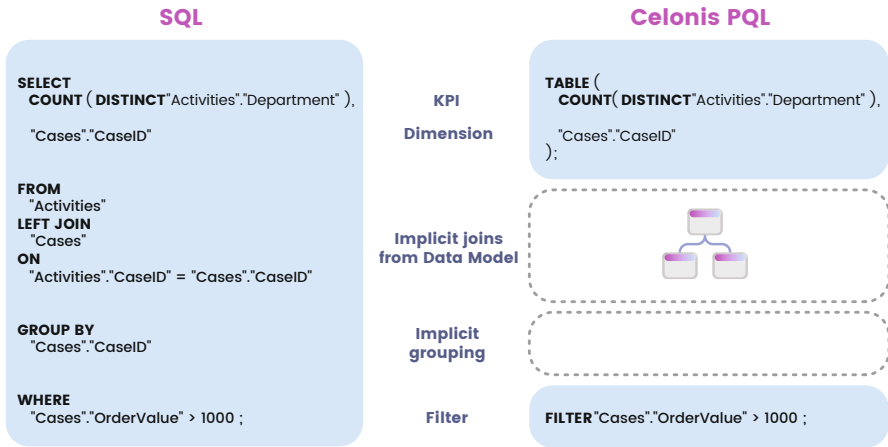 SQL
Celonis PQL
SELECT
COUNT ( DISTINCT "Activities"."Department" ),
"Cases"."CaseID"
FROM
"Activities"
LEFT JOIN
"Cases"
ON
"Activities"."CaseID" = "Cases"."CaseID"
GROUP BY
"Cases"."CaseID"
WHERE
"Cases"."OrderValue" > 1000 ;
KPI
Dimension
Implicit joins
from Data Model
Implicit
grouping
Filter
TABLE (
COUNT( DISTINCT "Activities"."Department" ),
"Cases"."CaseID"
);
FILTER "Cases"."OrderValue" > 1000 ;